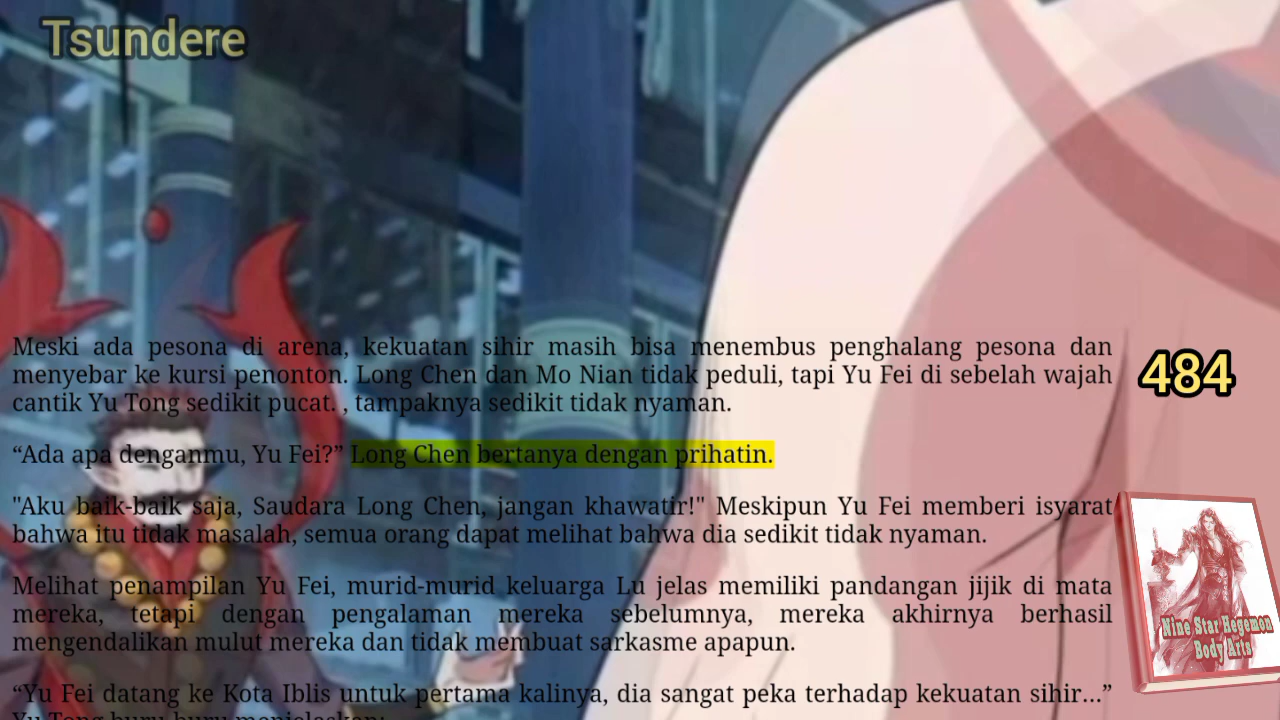 Tsundere
Meski ada pesona di arena, kekuatan sihir masih bisa menembus penghalang pesona dan
menyebar ke kursi penonton. Long Chen dan Mo Nian tidak peduli, tapi Yu Fei di sebelah wajah
cantik Yu Tong sedikit pucat. , tampaknya sedikit tidak nyaman.
484
“Ada apa denganmu, Yu Fei?” Long Chen bertanya dengan prihatin.
"Aku baik-baik saja, Saudara Long Chen, jangan khawatir!" Meskipun Yu Fei memberi isyarat
bahwa itu tidak masalah, semua orang dapat melihat bahwa dia sedikit tidak nyaman.
Melihat penampilan Yu Fei, murid-murid keluarga Lu jelas memiliki pandangan jijik di mata
mereka, tetapi dengan pengalaman mereka sebelumnya, mereka akhirnya berhasil
mengendalikan mulut mereka dan tidak membuat sarkasme apapun.
Nine Star Hegemon
Body Arts
“Yu Fei datang ke Kota Iblis untuk pertama kalinya, dia sangat peka terhadap kekuatan sihir...”
Yu Tong buru-buru menjelaskan: